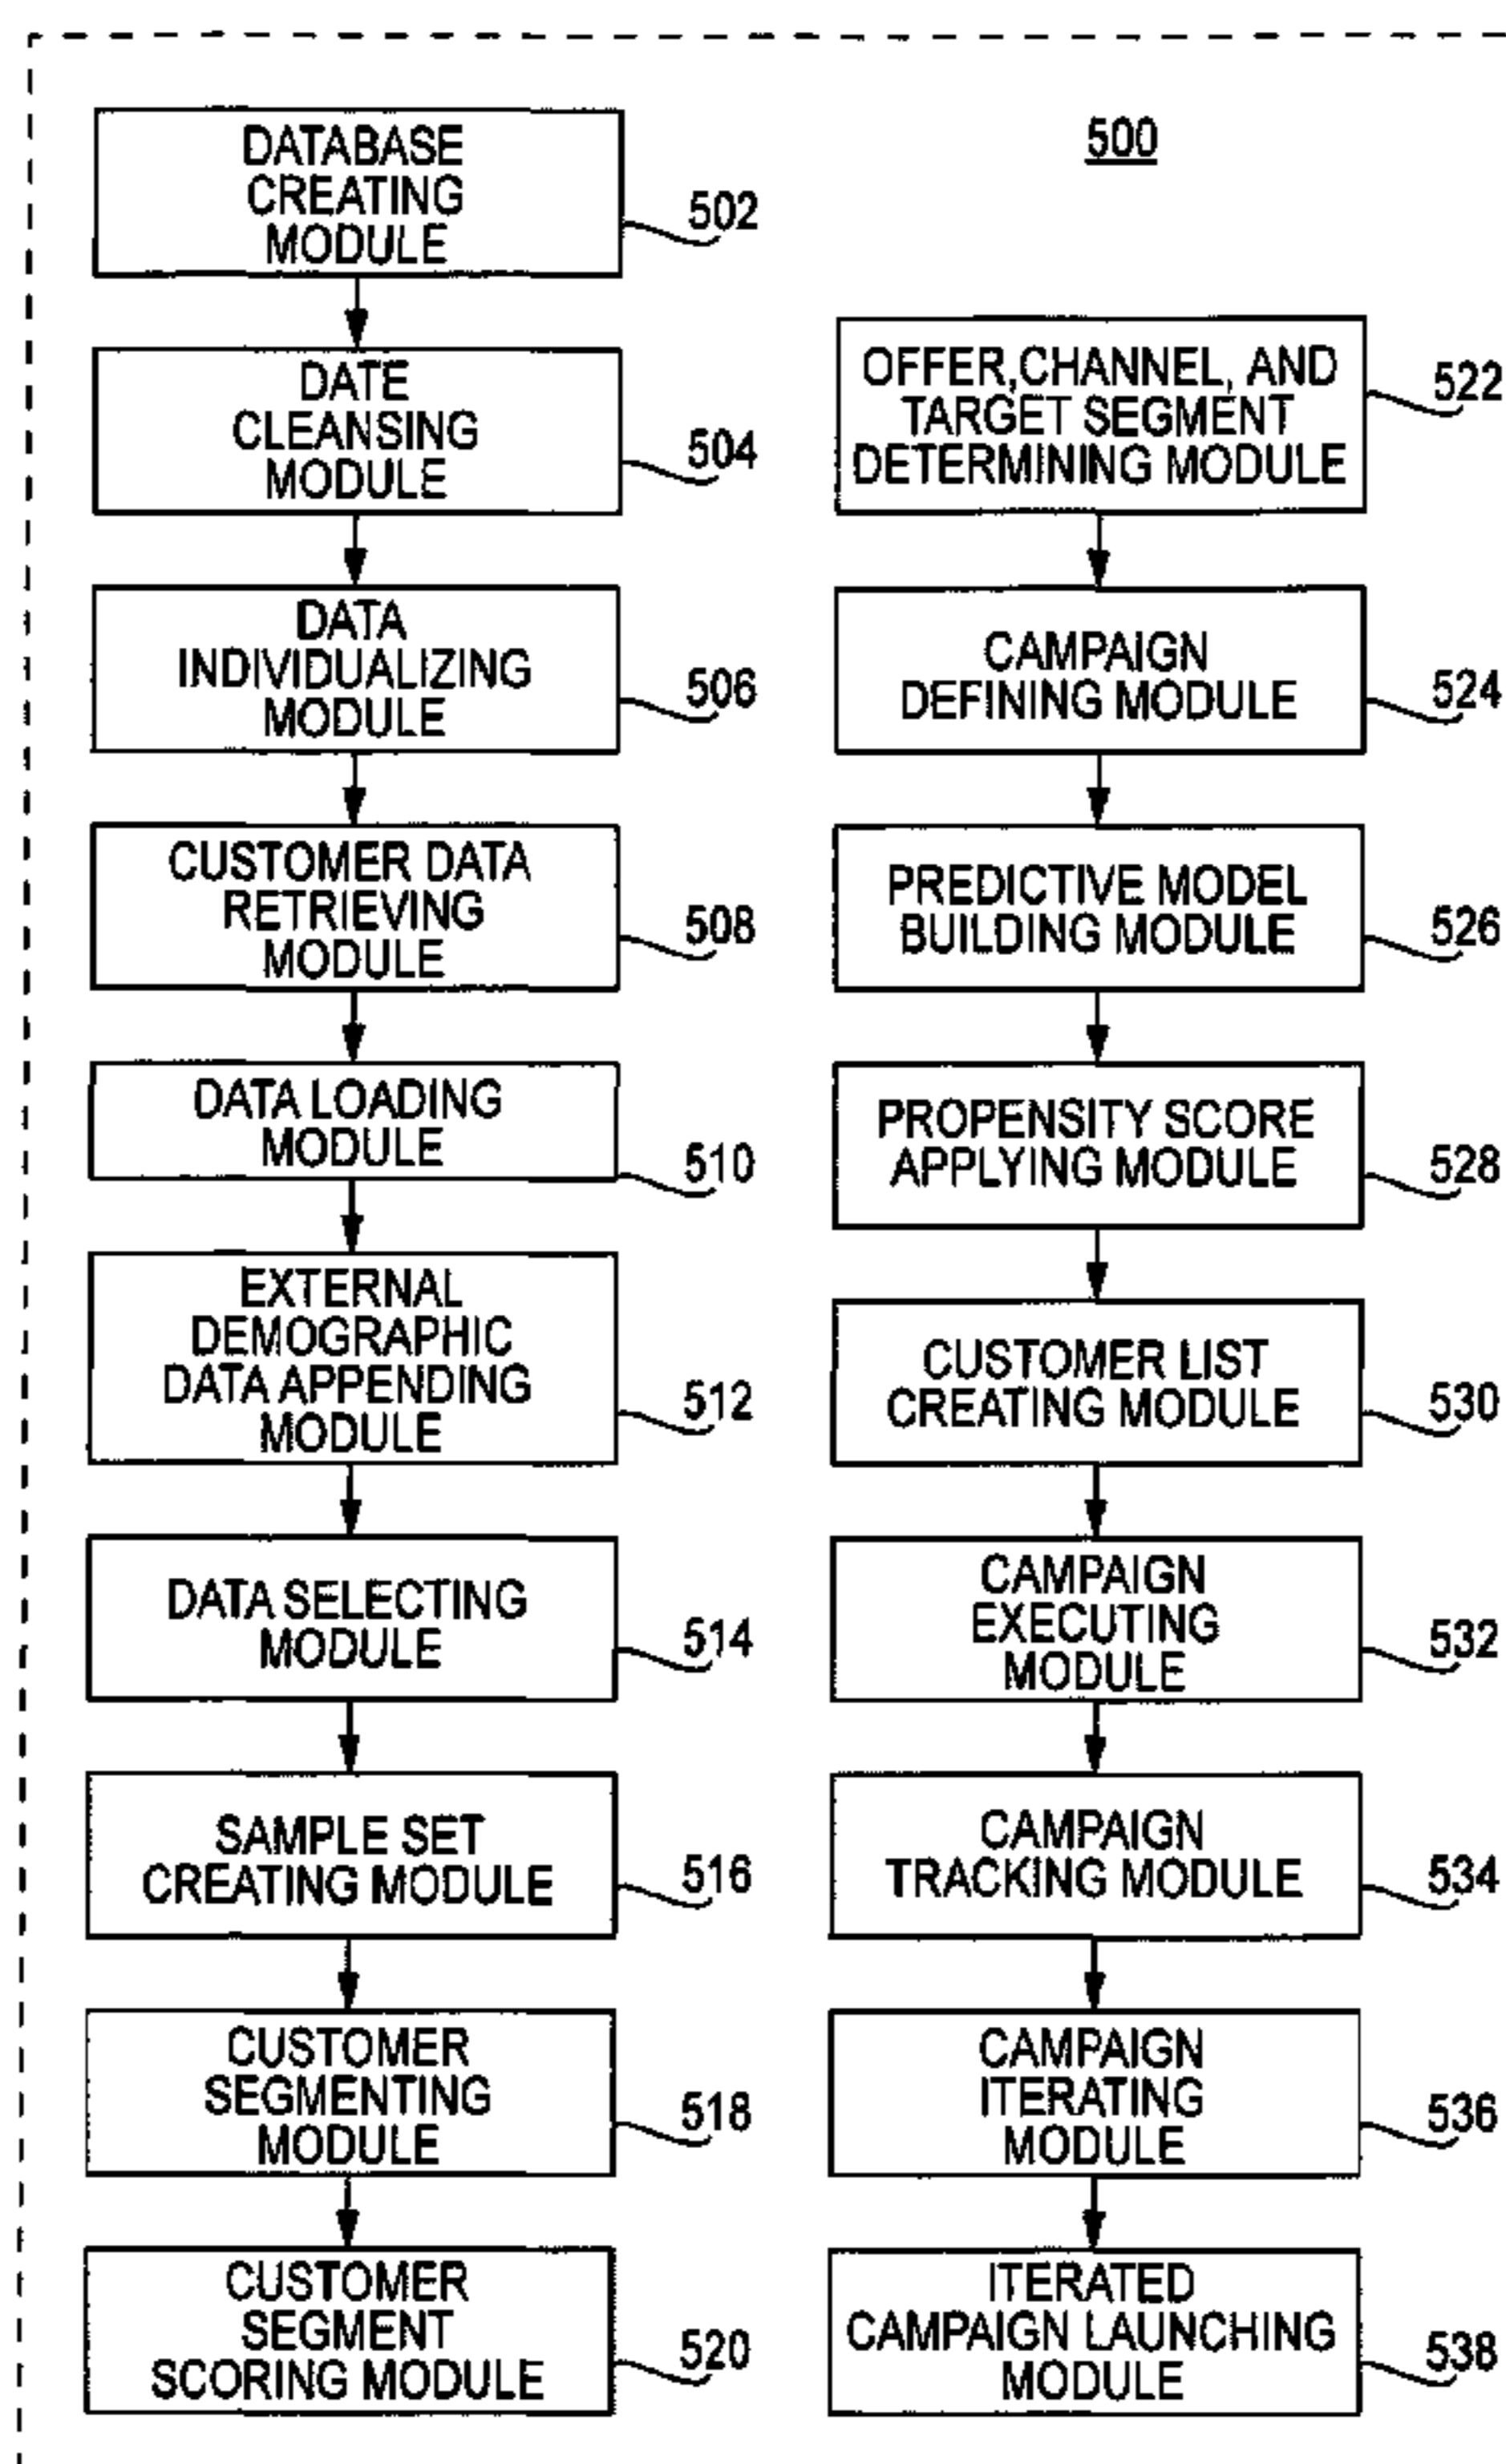 500
DATABASE
CREATING
MODULE
502
DATE
CLEANSING
MODULE
504
DATA
INDIVIDUALIZING
MODULE
506
CUSTOMER DATA
RETRIEVING
MODULE
508
DATA LOADING
MODULE
510
EXTERNAL
DEMOGRAPHIC
DATA APPENDING
MODULE
512
DATA SELECTING
MODULE
514
SAMPLE SET
CREATING MODULE
516
CUSTOMER
SEGMENTING
MODULE
518
CUSTOMER
SEGMENT
SCORING MODULE
520
OFFER, CHANNEL, AND
TARGET SEGMENT
DETERMINING MODULE
522
CAMPAIGN
DEFINING MODULE
524
PREDICTIVE MODEL
BUILDING MODULE
526
PROPENSITY SCORE
APPLYING MODULE
528
CUSTOMER LIST
CREATING MODULE
530
CAMPAIGN
EXECUTING
MODULE
532
CAMPAIGN
TRACKING MODULE
534
CAMPAIGN
ITERATING
MODULE
536
ITERATED
CAMPAIGN LAUNCHING
MODULE
538